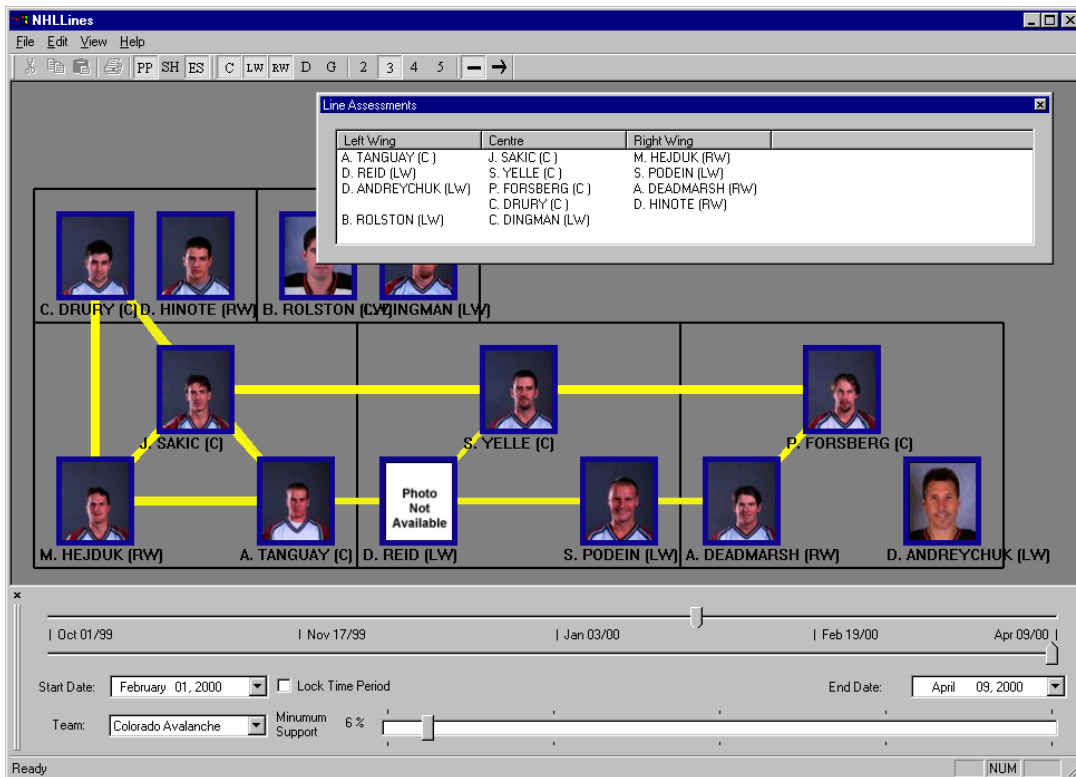 NHLLines
File Edit View Help
PP SH ES C LW RW D G 2 3 4 5
Line Assessments
Left Wing Centre Right Wing
A. TANGUAY (C ) J. SAKIC (C ) M. HEJDUK (RW)
D. REID (LW) S. YELLE (C ) S. PODEIN (LW)
D. ANDREYCHUK (LW) P. FORSBERG (C ) A. DEADMARSH (RW)
C. DRURY (C ) D. HINOTE (RW)
B. ROLSTON (LW) C. DINGMAN (LW)
C. DRURY (C) D. HINOTE (RW) B. ROLSTON (LW) C. DINGMAN (LW)
J. SAKIC (C) S. YELLE (C) P. FORSBERG (C)
Photo
Not
Available
M. HEJDUK (RW) A. TANGUAY (C) D. REID (LW) S. PODEIN (LW) A. DEADMARSH (RW) D. ANDREYCHUK (LW)
| Oct 01/99 | Nov 17/99 | Jan 03/00 | Feb 19/00 Apr 09/00 |
Start Date: February 01, 2000 Lock Time Period End Date: April 09, 2000
Team: Colorado Avalanche Minumum Support 6 %
Ready NUM